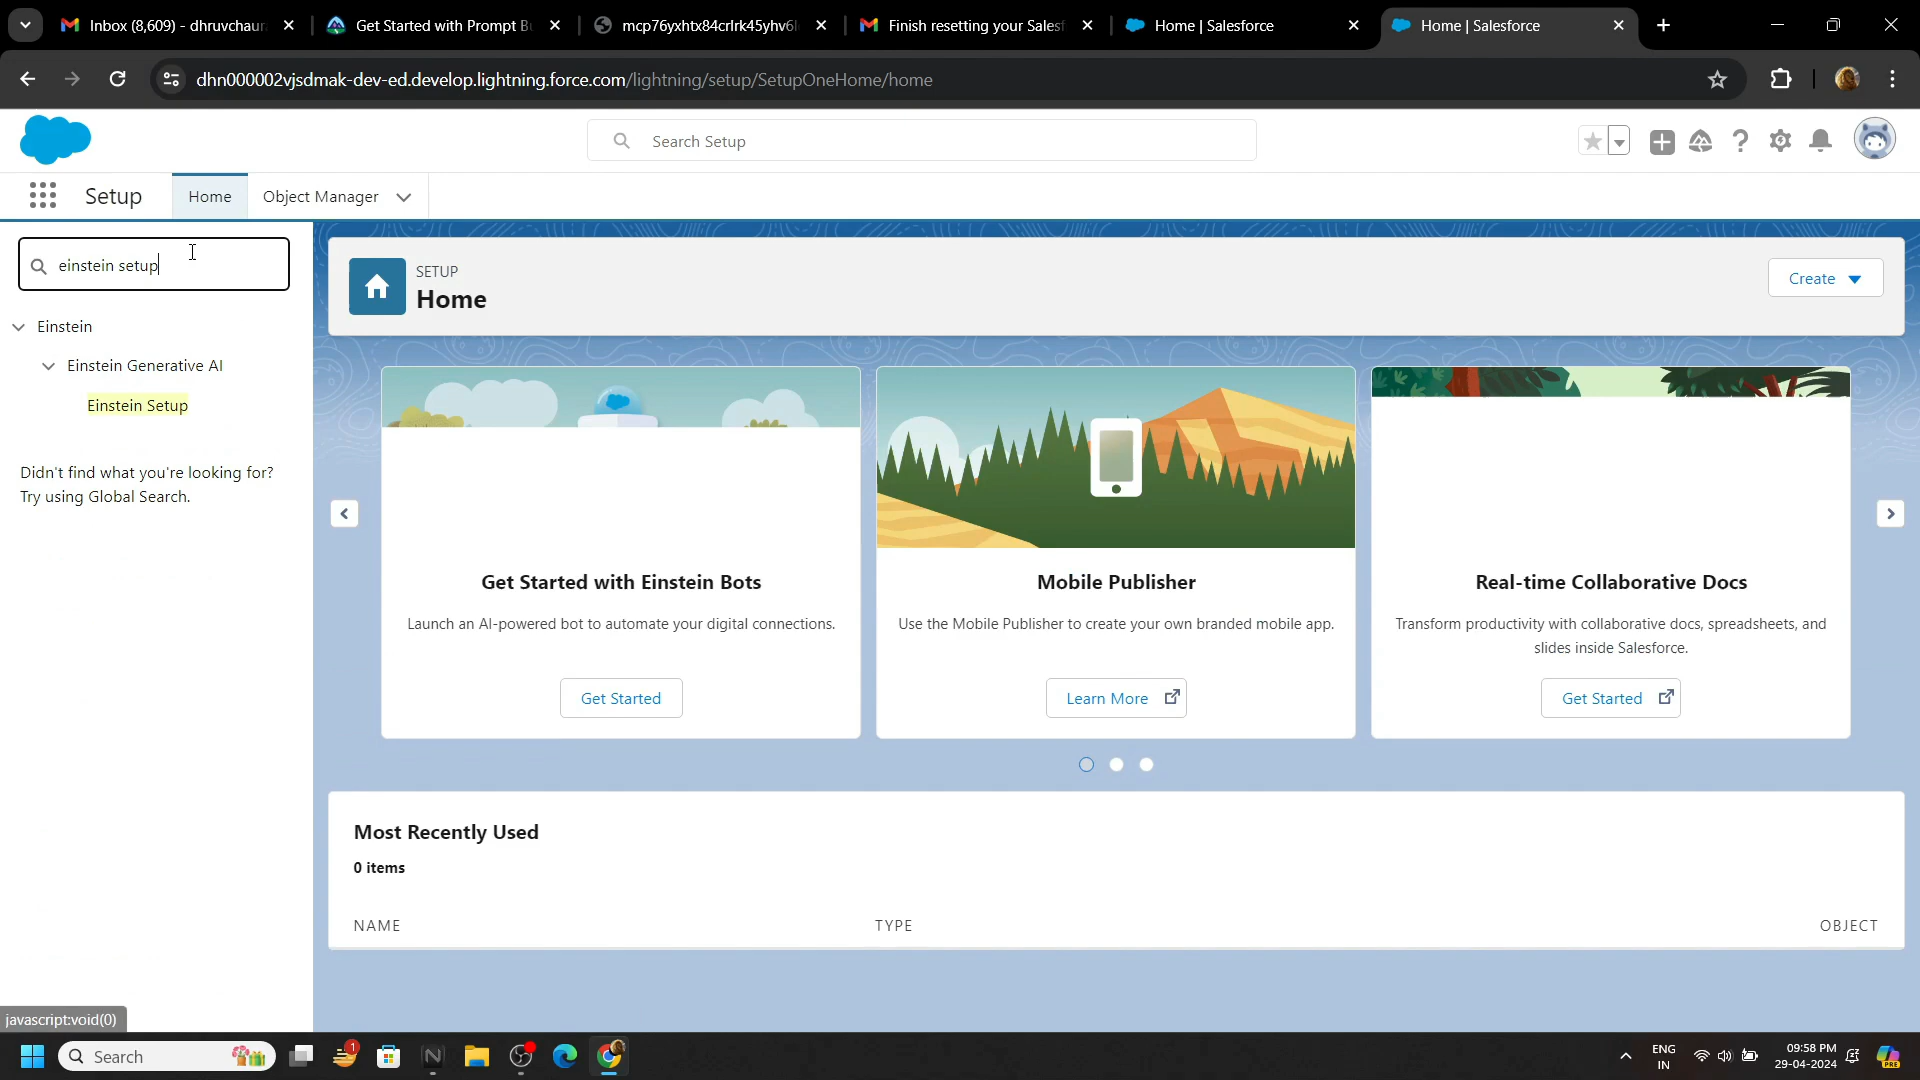 Inbox (8,609) - dhruvchaur
Get Started with Prompt Bu
mcp76yxhtx84crlrk45yhv6l
Finish resetting your Salesf
Home | Salesforce
Home | Salesforce
dhn000002vjsdmak-dev-ed.develop.lightning.force.com/lightning/setup/SetupOneHome/home
Search Setup
Setup
Home
Object Manager
einstein setup
Einstein
Einstein Generative AI
Einstein Setup
Didn't find what you're looking for?
Try using Global Search.
SETUP
Home
Create
Get Started with Einstein Bots
Launch an AI-powered bot to automate your digital connections.
Get Started
Mobile Publisher
Use the Mobile Publisher to create your own branded mobile app.
Learn More
Real-time Collaborative Docs
Transform productivity with collaborative docs, spreadsheets, and
slides inside Salesforce.
Get Started
Most Recently Used
0 items
NAME
TYPE
OBJECT
javascript:void(0)
Search
1
ENG
IN
09:58 PM
29-04-2024
PRE